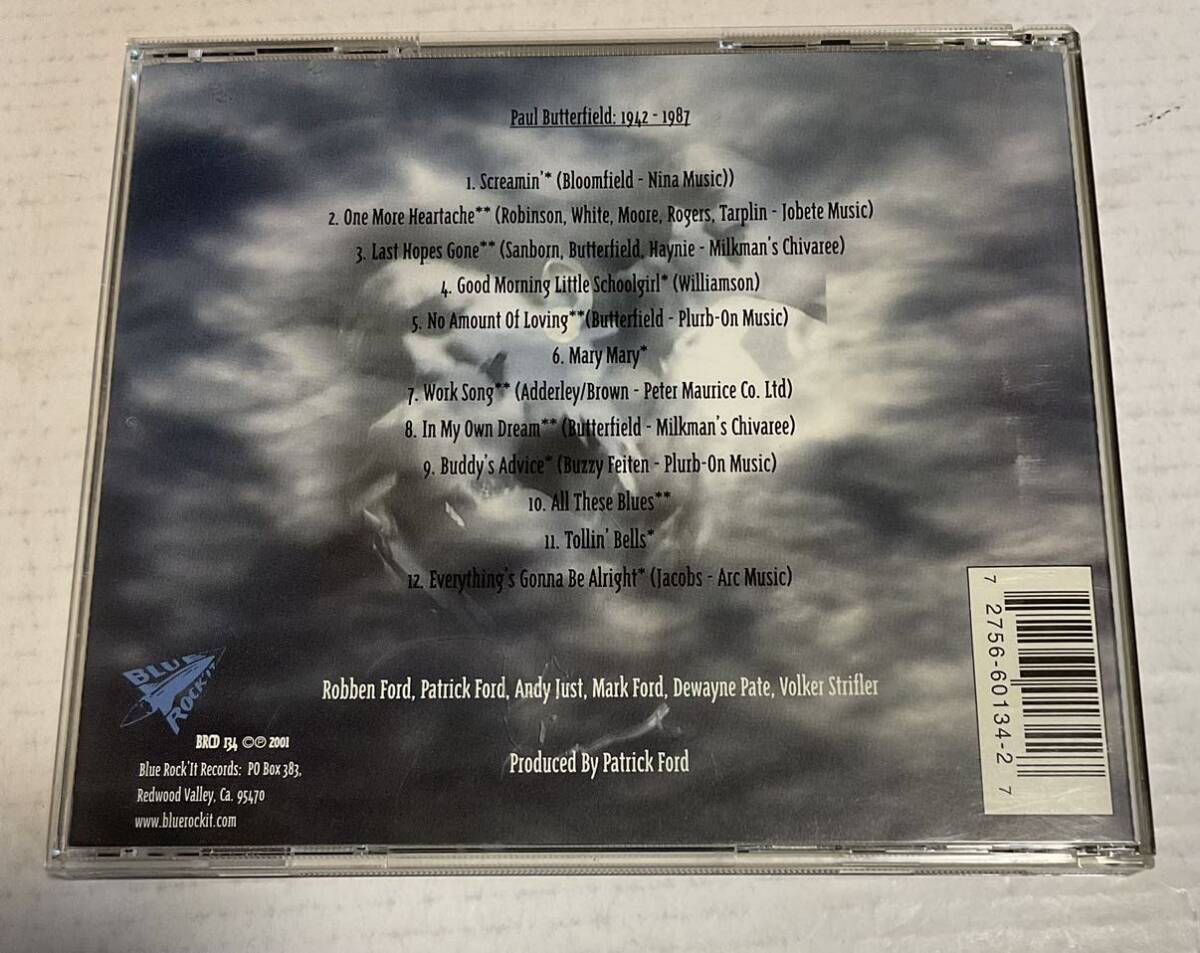 Paul Butterfield: 1942 - 1987
1. Screamin'* (Bloomfield - Nina Music))
2. One More Heartache** (Robinson, White, Moore, Rogers, Tarplin - Jobete Music)
3. Last Hopes Gone** (Sanborn, Butterfield, Haynie - Milkman's Chivaree)
4. Good Morning Little Schoolgirl* (Williamson)
5. No Amount Of Loving**(Butterfield - Plurb-On Music)
6. Mary Mary*
7. Work Song** (Adderley/Brown - Peter Maurice Co. Ltd)
8. In My Own Dream** (Butterfield - Milkman's Chivaree)
9. Buddy's Advice* (Buzzy Feiten - Plurb-On Music)
10. All These Blues**
11. Tollin' Bells*
12. Everything's Gonna Be Alright* (Jacobs - Arc Music)
Robben Ford, Patrick Ford, Andy Just, Mark Ford, Dewayne Pate, Volker Strifler
Produced By Patrick Ford
BLUE
ROCK'IT
BRCD 134 ©℗ 2001
Blue Rock'It Records: PO Box 383,
Redwood Valley, Ca. 95470
www.bluerockit.com
7 2756-60134-2 7